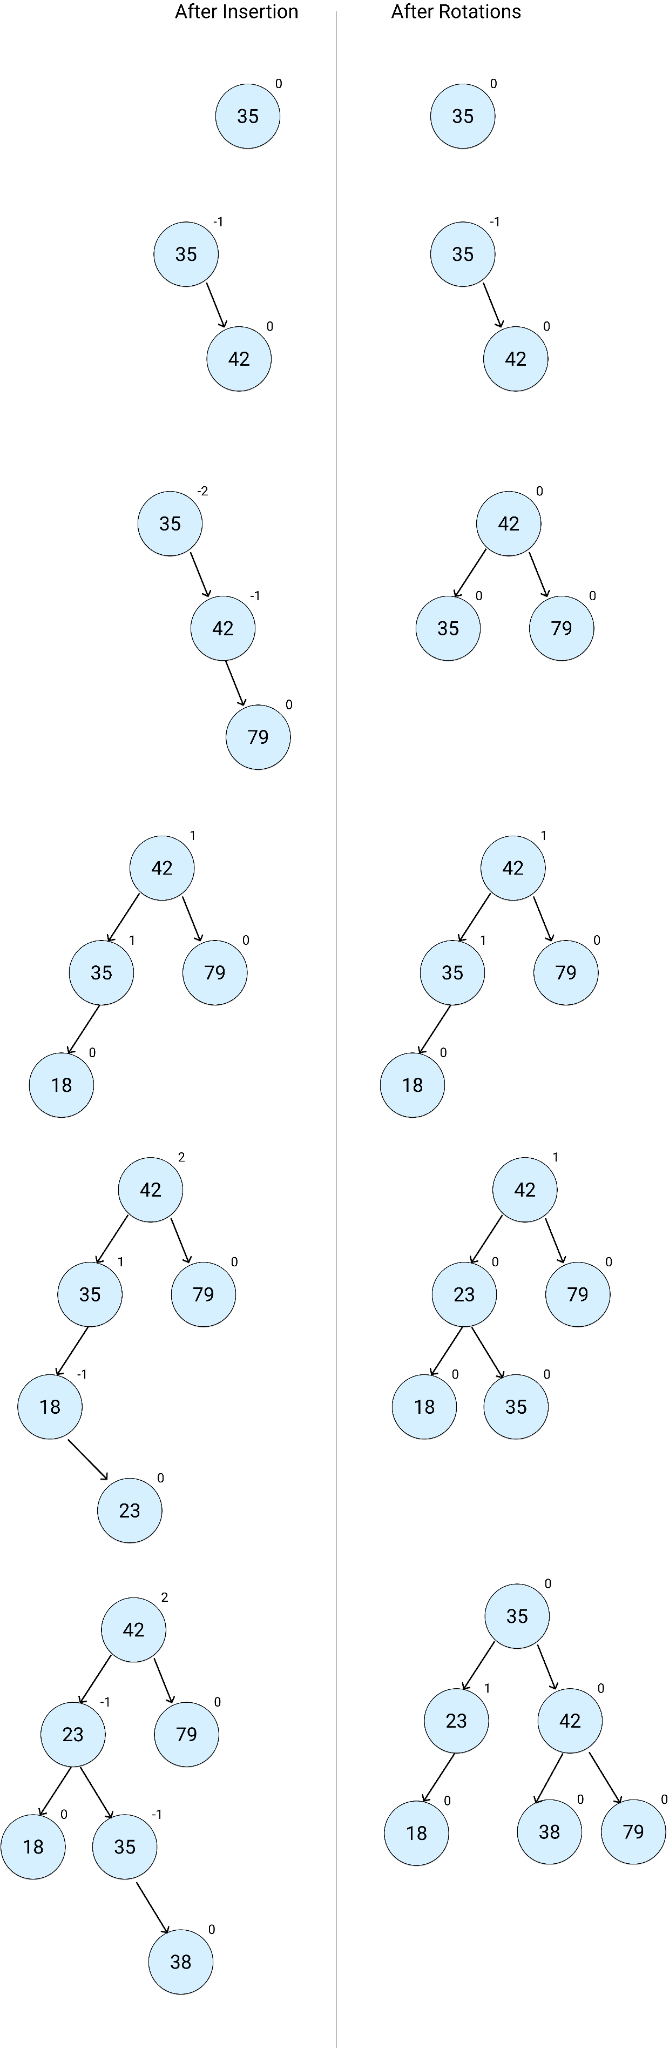 After Insertion After Rotations
0 0
35 35
-1 -1
35 35
0 0
42 42
-2 0
35 42
-1 0 0
42 35 79
0
79
1 1
42 42
1 0 1 0
35 79 35 79
0 0
18 18
2 1
42 42
1 0 0 0
35 79 23 79
-1 0 0
18 18 35
0
23
2 0
42 35
-1 0 1 0
23 79 23 42
0 -1 0 0 0
18 35 18 38 79
0
38